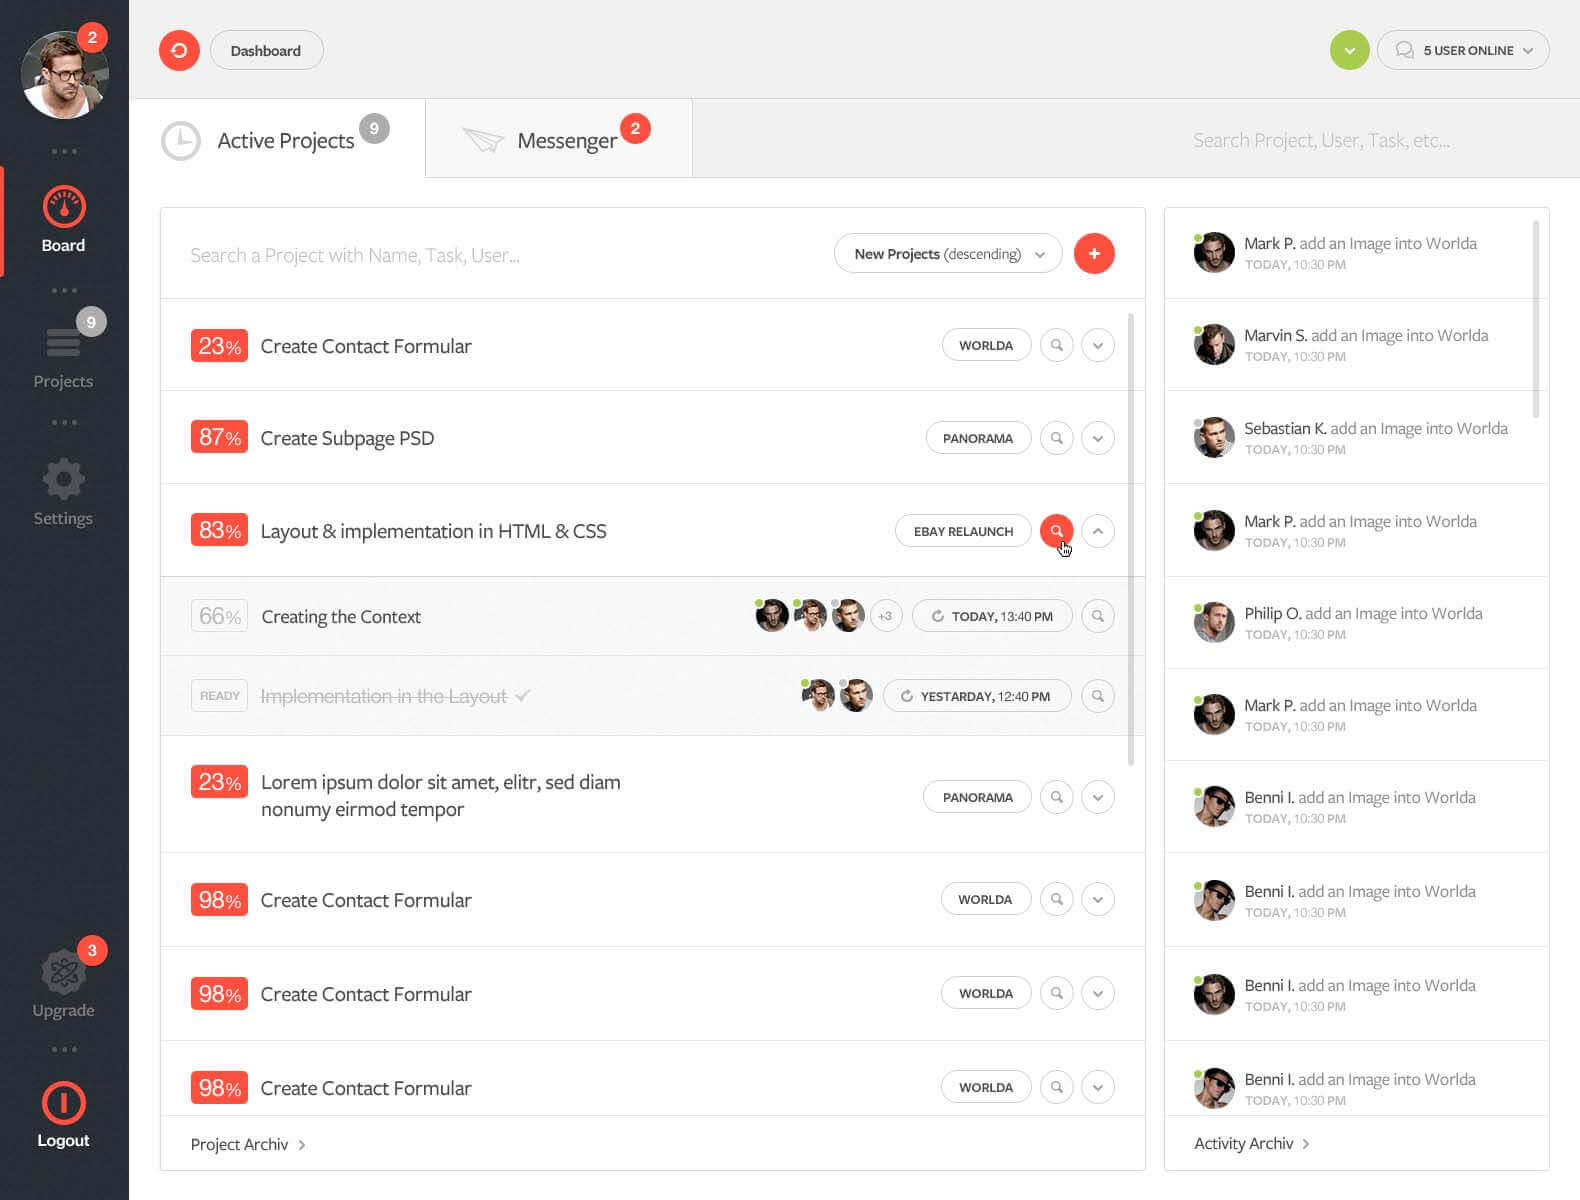 2
Board
9
Projects
Settings
3
Upgrade
Logout
Dashboard
5 USER ONLINE
Active Projects 9
Messenger 2
Search Project, User, Task, etc...
Search a Project with Name, Task, User...
New Projects (descending)
+
23% Create Contact Formular WORLDA
87% Create Subpage PSD PANORAMA
83% Layout & implementation in HTML & CSS EBAY RELAUNCH
66% Creating the Context +3 TODAY, 13:40 PM
READY Implementation in the Layout YESTARDAY, 12:40 PM
23% Lorem ipsum dolor sit amet, elitr, sed diam
nonumy eirmod tempor PANORAMA
98% Create Contact Formular WORLDA
98% Create Contact Formular WORLDA
98% Create Contact Formular WORLDA
Project Archiv
Mark P. add an Image into Worlda
TODAY, 10:30 PM
Marvin S. add an Image into Worlda
TODAY, 10:30 PM
Sebastian K. add an Image into Worlda
TODAY, 10:30 PM
Mark P. add an Image into Worlda
TODAY, 10:30 PM
Philip O. add an Image into Worlda
TODAY, 10:30 PM
Mark P. add an Image into Worlda
TODAY, 10:30 PM
Benni I. add an Image into Worlda
TODAY, 10:30 PM
Benni I. add an Image into Worlda
TODAY, 10:30 PM
Benni I. add an Image into Worlda
TODAY, 10:30 PM
Benni I. add an Image into Worlda
TODAY, 10:30 PM
Activity Archiv